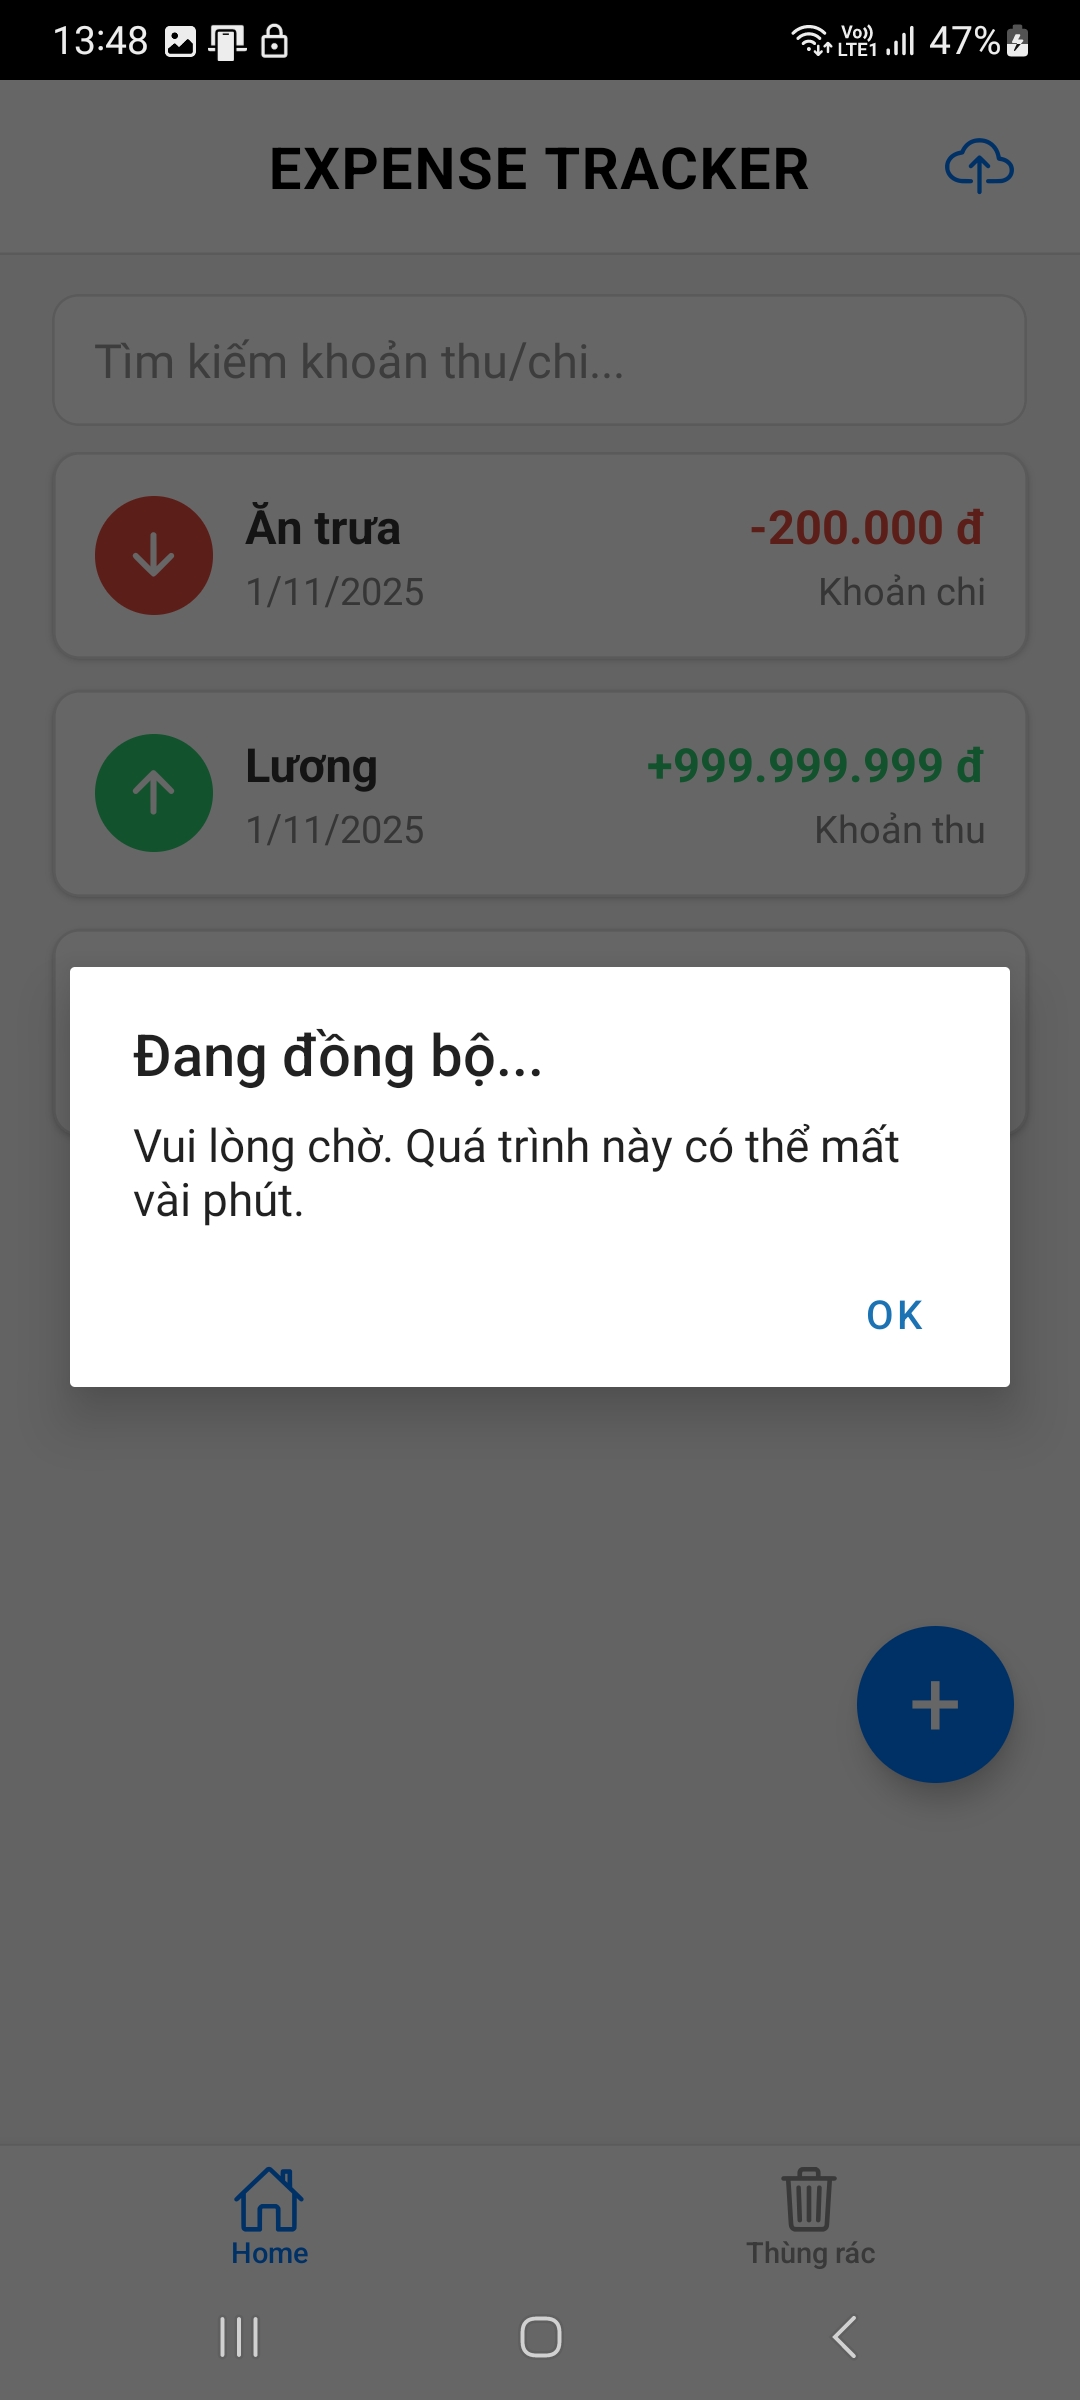 13:48
Vo))
LTE1
47%
EXPENSE TRACKER
Tìm kiếm khoản thu/chi...
Ăn trưa
-200.000 đ
1/11/2025
Khoản chi
Lương
+999.999.999 đ
1/11/2025
Khoản thu
Đang đồng bộ...
Vui lòng chờ. Quá trình này có thể mất
vài phút.
OK
Home
Thùng rác